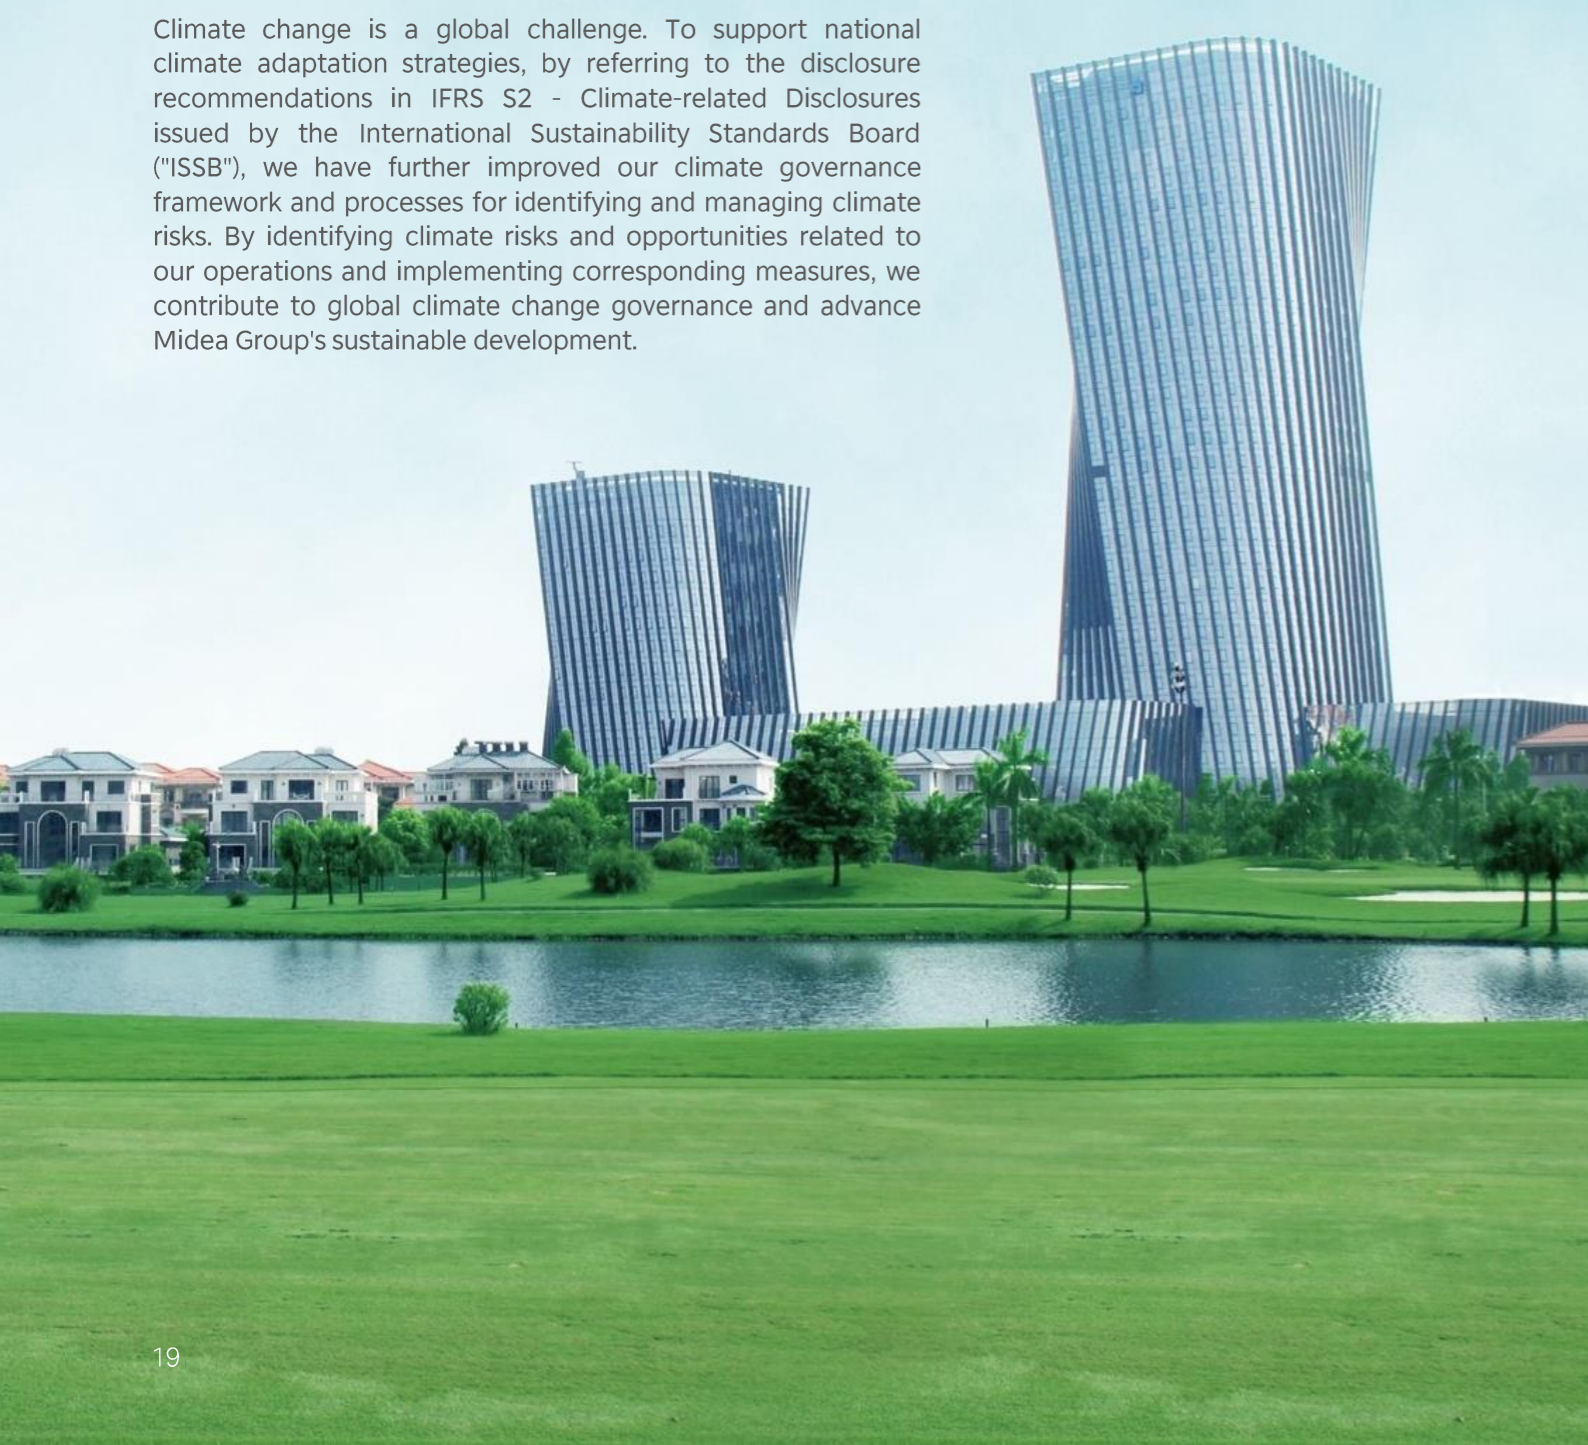 Climate change is a global challenge. To support national
climate adaptation strategies, by referring to the disclosure
recommendations in IFRS S2 - Climate-related Disclosures
issued by the International Sustainability Standards Board
("ISSB"), we have further improved our climate governance
framework and processes for identifying and managing climate
risks. By identifying climate risks and opportunities related to
our operations and implementing corresponding measures, we
contribute to global climate change governance and advance
Midea Group's sustainable development.
19